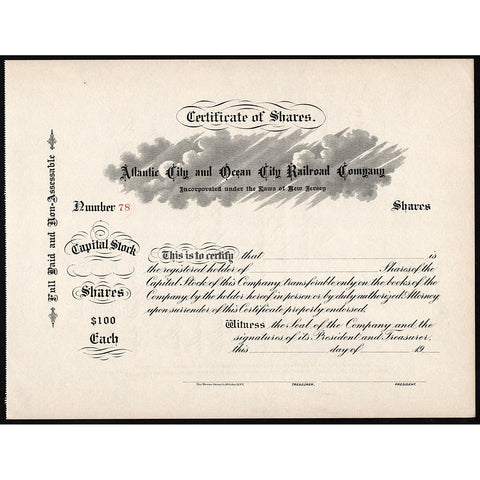 Certificate of Shares.
Atlantic City and Ocean City Railroad Company
Incorporated under the Laws of New Jersey
Number 78
Shares
Full Paid and Non-Assessable
Capital Stock
Shares
$100
Each
This is to certify that is
the registered holder of Shares of the
Capital Stock of this Company, transferable only on the books of the
Company, by the holder hereof in person or by duly authorized Attorney
upon surrender of this Certificate properly endorsed.
Witness the Seal of the Company and the
signatures of its President and Treasurer,
this day of 19
TREASURER. PRESIDENT.